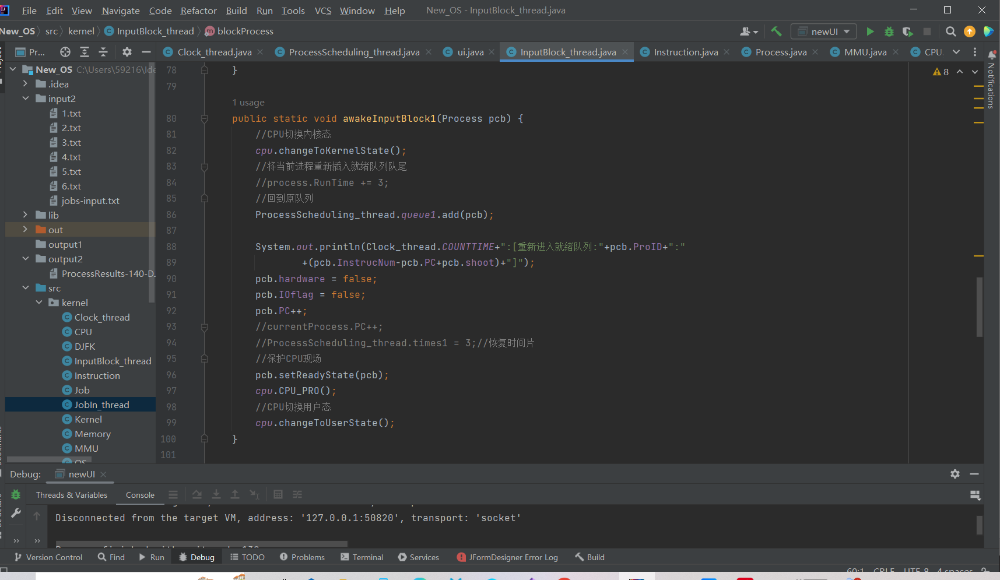 File Edit View Navigate Code Refactor Build Run Tools VCS Window Help New_OS - InputBlock_thread.java
New_OS src kernel InputBlock_thread blockProcess newUI
Pr... Clock_thread.java ProcessScheduling_thread.java ui.java InputBlock_thread.java Instruction.java Process.java MMU.java CPU
New_OS C:\Users\59216\Ide
.idea
input2
1.txt
2.txt
3.txt
4.txt
5.txt
6.txt
jobs-input.txt
lib
out
output1
output2
ProcessResults-140-D
src
kernel
Clock_thread
CPU
DJFK
InputBlock_thread
Instruction
Job
JobIn_thread
Kernel
Memory
MMU
OS
8
Notifications
78 }
79
1 usage
80 public static void awakeInputBlock1(Process pcb) {
81 //CPU切换内核态
82 cpu.changeToKernelState();
83 //将当前进程重新插入就绪队列队尾
84 //process.RunTime += 3;
85 //回到原队列
86 ProcessScheduling_thread.queue1.add(pcb);
87
88 System.out.println(Clock_thread.COUNTTIME+":[重新进入就绪队列:"+pcb.ProID+":"
89 +(pcb.InstrucNum-pcb.PC+pcb.shoot)+"]");
90 pcb.hardware = false;
91 pcb.IOflag = false;
92 pcb.PC++;
93 //currentProcess.PC++;
94 //ProcessScheduling_thread.times1 = 3;//恢复时间片
95 //保护CPU现场
96 pcb.setReadyState(pcb);
97 cpu.CPU_PRO();
98 //CPU切换用户态
99 cpu.changeToUserState();
100 }
101
Debug: newUI
Threads & Variables Console
Disconnected from the target VM, address: '127.0.0.1:50820', transport: 'socket'
Version Control Find Run Debug TODO Problems Terminal Services JFormDesigner Error Log Build
60:1 CRLF UTF-8 4 spaces